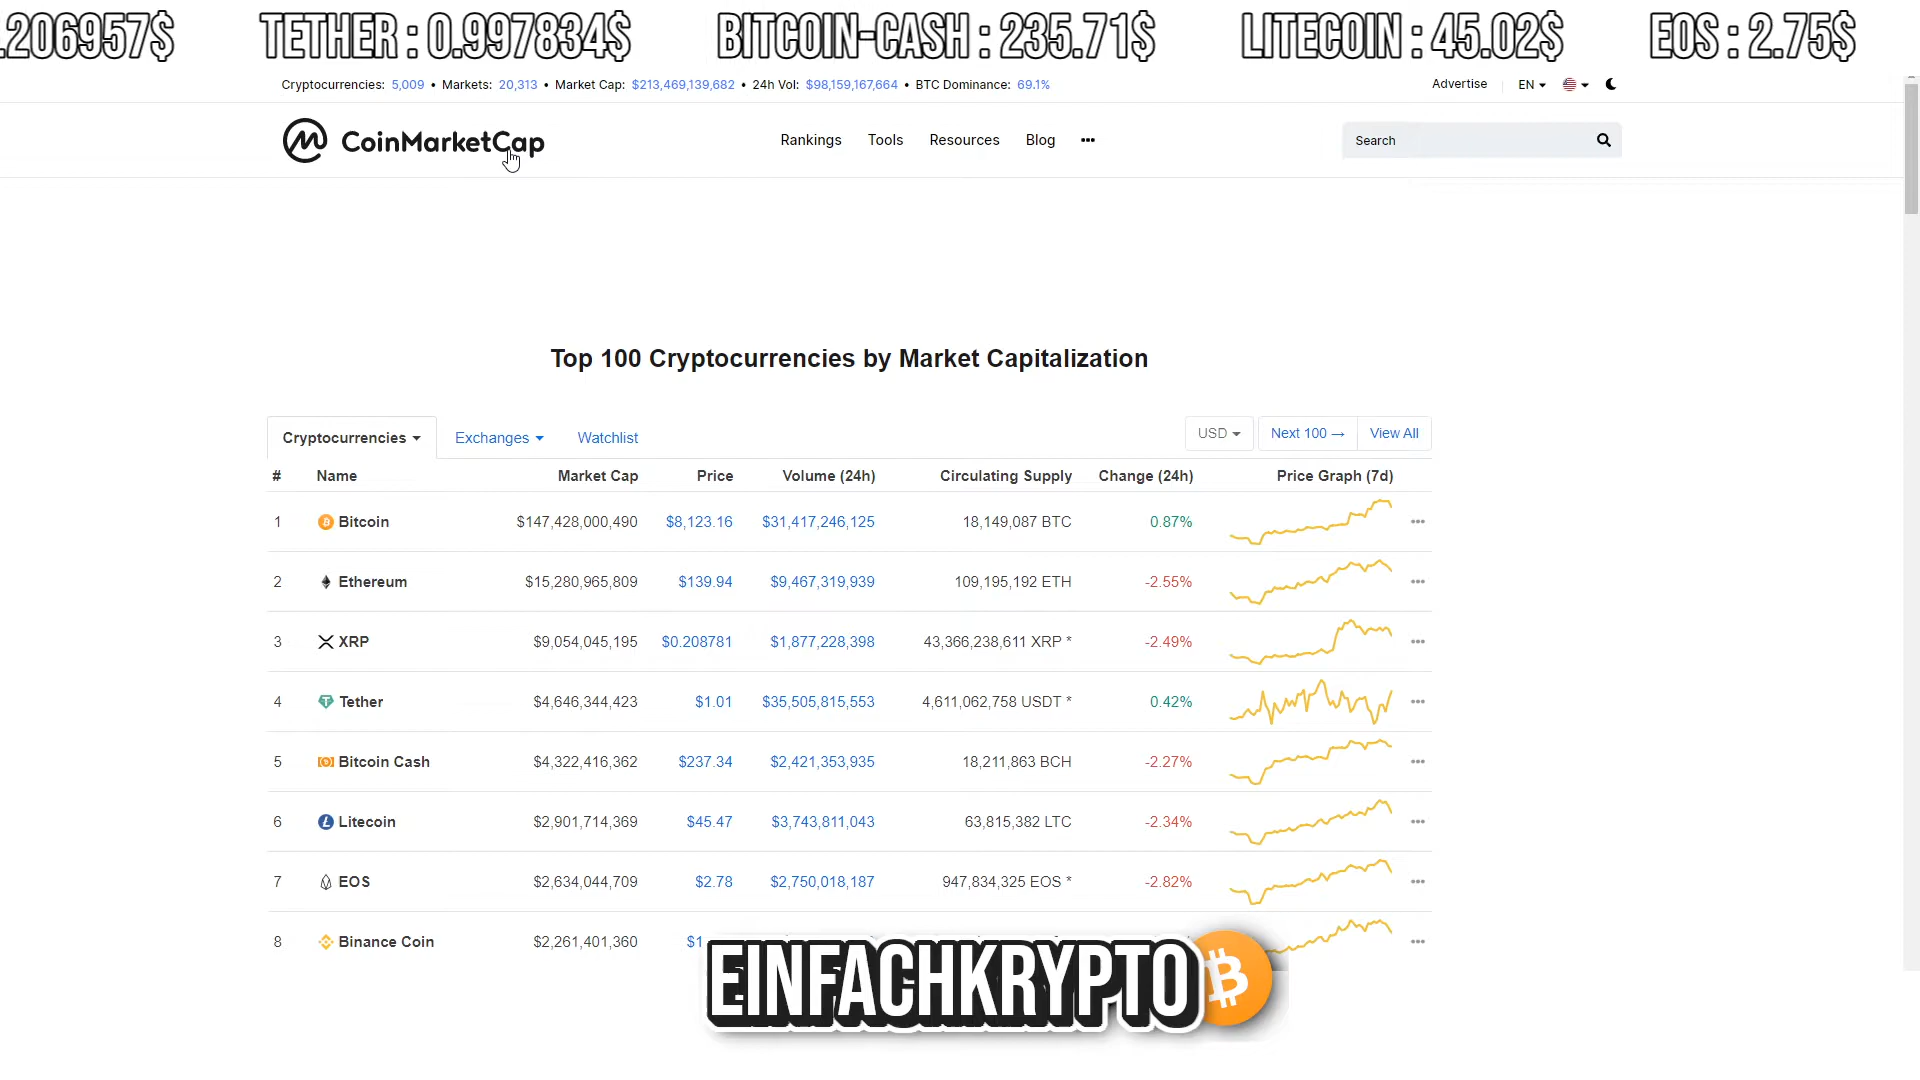 .206957$ TETHER : 0.997834$ BITCOIN-CASH : 235.71$ LITECOIN : 45.02$ EOS : 2.75$
Cryptocurrencies: 5,009 • Markets: 20,313 • Market Cap: $213,469,139,682 • 24h Vol: $98,159,167,664 • BTC Dominance: 69.1% Advertise EN
CoinMarketCap Rankings Tools Resources Blog ••• Search
Top 100 Cryptocurrencies by Market Capitalization
Cryptocurrencies Exchanges Watchlist USD Next 100 → View All
# Name Market Cap Price Volume (24h) Circulating Supply Change (24h) Price Graph (7d)
1 Bitcoin $147,428,000,490 $8,123.16 $31,417,246,125 18,149,087 BTC 0.87%
2 Ethereum $15,280,965,809 $139.94 $9,467,319,939 109,195,192 ETH -2.55%
3 XRP $9,054,045,195 $0.208781 $1,877,228,398 43,366,238,611 XRP * -2.49%
4 Tether $4,646,344,423 $1.01 $35,505,815,553 4,611,062,758 USDT * 0.42%
5 Bitcoin Cash $4,322,416,362 $237.34 $2,421,353,935 18,211,863 BCH -2.27%
6 Litecoin $2,901,714,369 $45.47 $3,743,811,043 63,815,382 LTC -2.34%
7 EOS $2,634,044,709 $2.78 $2,750,018,187 947,834,325 EOS * -2.82%
8 Binance Coin $2,261,401,360
EINFACHKRYPTO